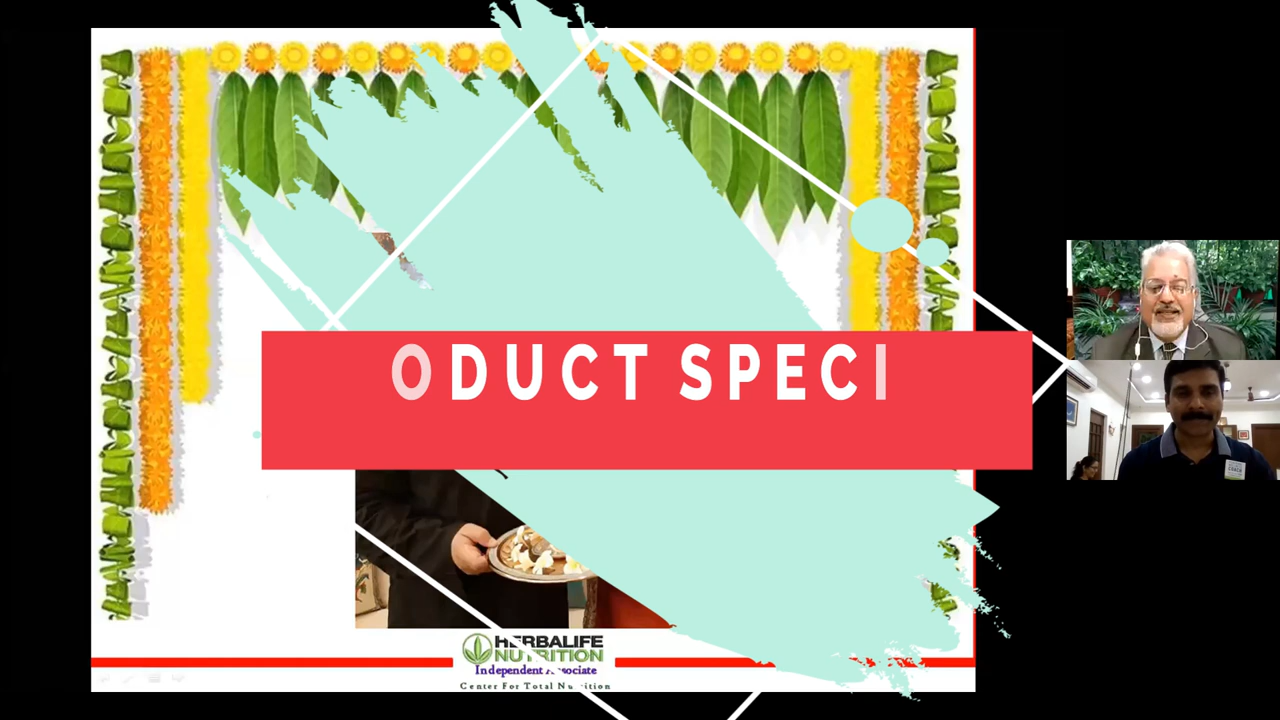 ODUCT SPECI
HERBALIFE
NUTRITION
Independent Associate
Center For Total Nutrition